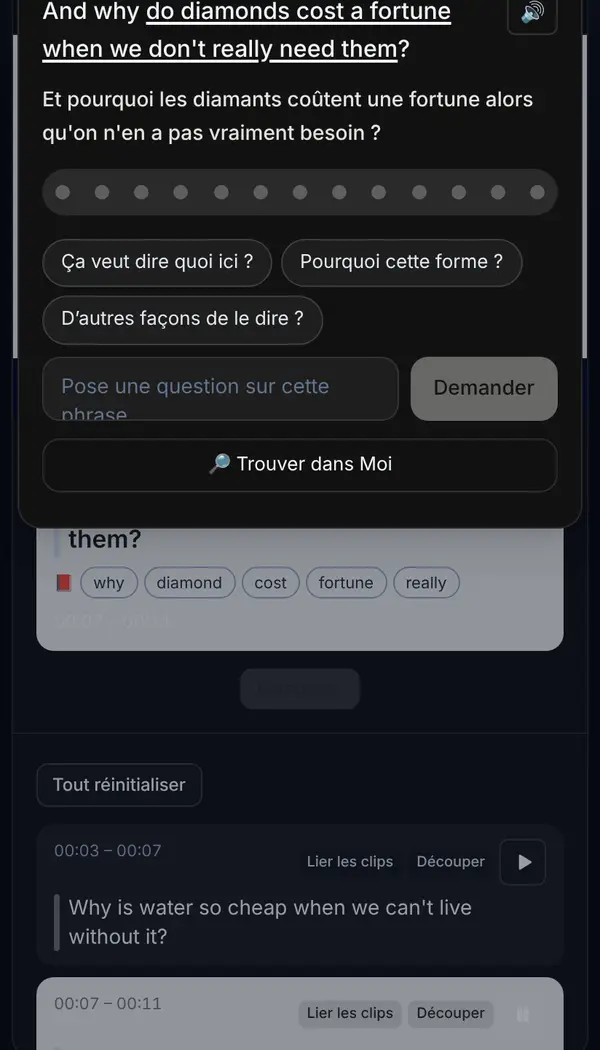 And why do diamonds cost a fortune
when we don't really need them?
Et pourquoi les diamants coûtent une fortune alors
qu'on n'en a pas vraiment besoin ?
Ça veut dire quoi ici ?
Pourquoi cette forme ?
D’autres façons de le dire ?
Pose une question sur cette
phrase
Demander
Trouver dans Moi
them?
why
diamond
cost
fortune
really
Tout réinitialiser
00:03 – 00:07
Lier les clips
Découper
Why is water so cheap when we can't live
without it?
00:07 – 00:11
Lier les clips
Découper